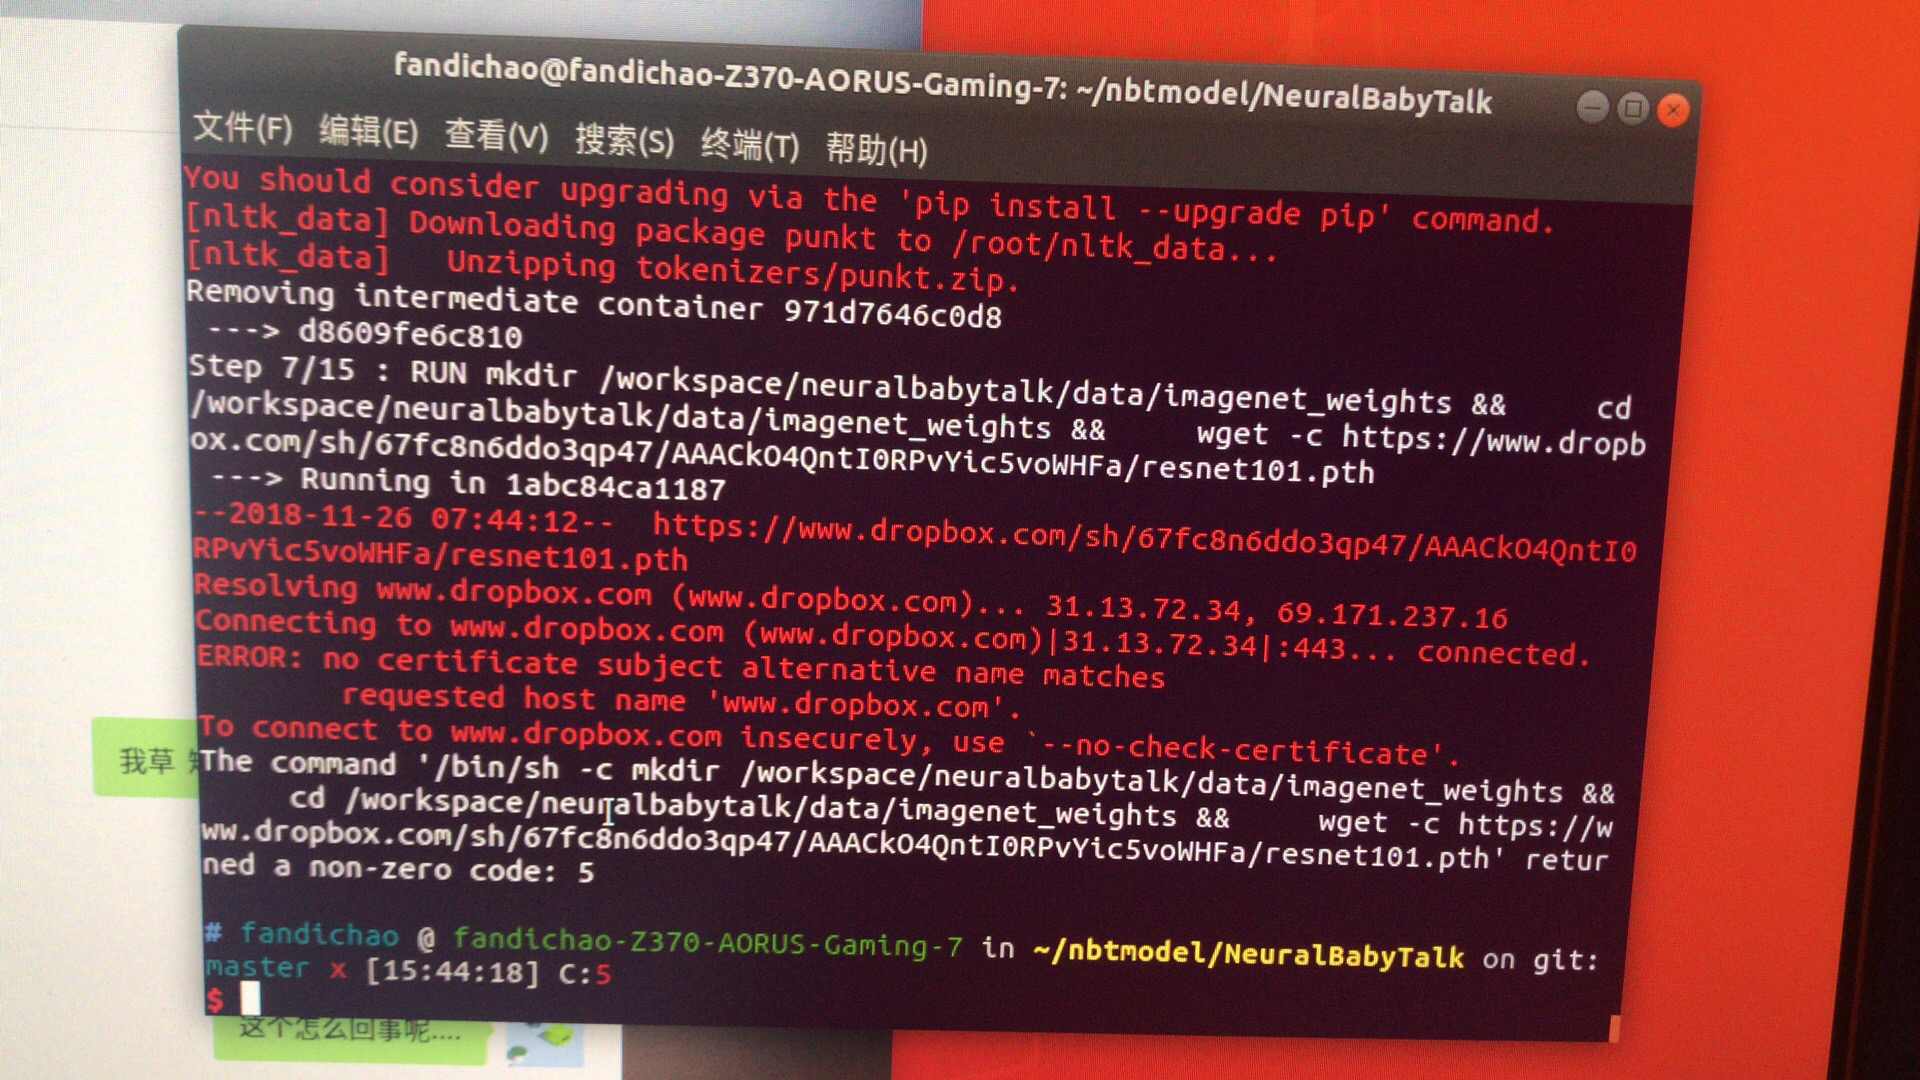 fandichao@fandichao-Z370-AORUS-Gaming-7: ~/nbtmodel/NeuralBabyTalk
文件(F) 编辑(E) 查看(V) 搜索(S) 终端(T) 帮助(H)
You should consider upgrading via the 'pip install --upgrade pip' command.
[nltk_data] Downloading package punkt to /root/nltk_data...
[nltk_data]   Unzipping tokenizers/punkt.zip.
Removing intermediate container 971d7646c0d8
 ---> d8609fe6c810
Step 7/15 : RUN mkdir /workspace/neuralbabytalk/data/imagenet_weights &&     cd
/workspace/neuralbabytalk/data/imagenet_weights &&     wget -c https://www.dropb
ox.com/sh/67fc8n6ddo3qp47/AAACkO4QntI0RPvYic5voWHFa/resnet101.pth
 ---> Running in 1abc84ca1187
--2018-11-26 07:44:12--  https://www.dropbox.com/sh/67fc8n6ddo3qp47/AAACkO4QntI0
RPvYic5voWHFa/resnet101.pth
Resolving www.dropbox.com (www.dropbox.com)... 31.13.72.34, 69.171.237.16
Connecting to www.dropbox.com (www.dropbox.com)|31.13.72.34|:443... connected.
ERROR: no certificate subject alternative name matches
        requested host name 'www.dropbox.com'.
To connect to www.dropbox.com insecurely, use `--no-check-certificate'.
我草
The command '/bin/sh -c mkdir /workspace/neuralbabytalk/data/imagenet_weights &&
     cd /workspace/neuralbabytalk/data/imagenet_weights &&     wget -c https://w
ww.dropbox.com/sh/67fc8n6ddo3qp47/AAACkO4QntI0RPvYic5voWHFa/resnet101.pth' retur
ned a non-zero code: 5
# fandichao @ fandichao-Z370-AORUS-Gaming-7 in ~/nbtmodel/NeuralBabyTalk on git:
master x [15:44:18] C:5
$
这个怎么回事呢....